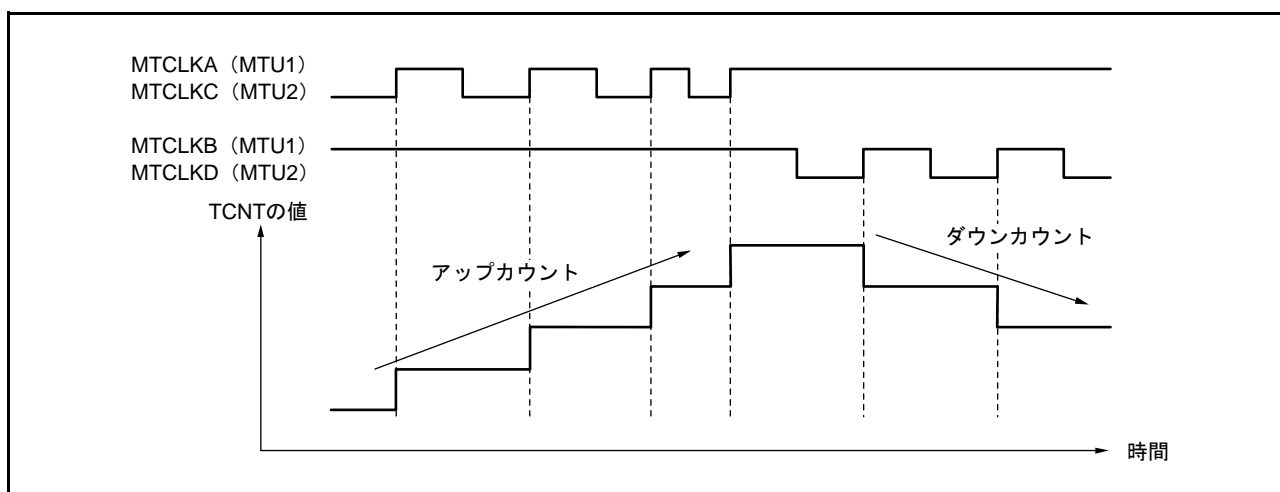 MTCLKA（MTU1）
MTCLKC（MTU2）
MTCLKB（MTU1）
MTCLKD（MTU2）
TCNTの値
アップカウント
ダウンカウント
時間